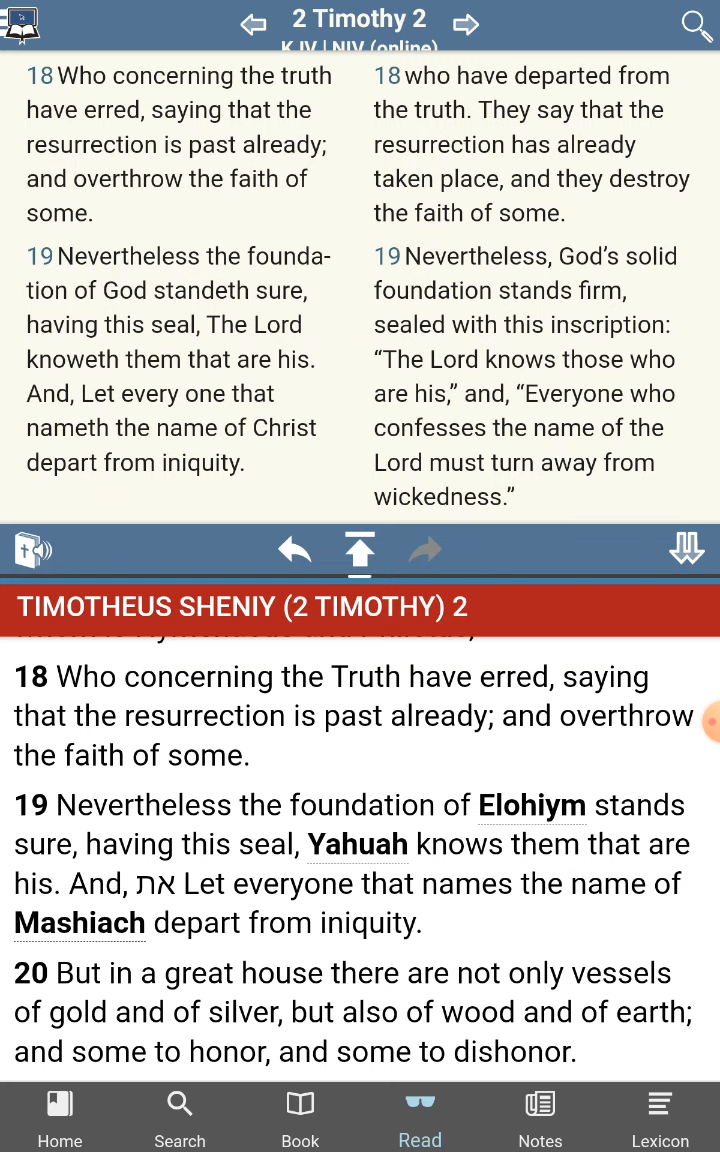 2 Timothy 2
KJV | NIV (online)
18 Who concerning the truth
have erred, saying that the
resurrection is past already;
and overthrow the faith of
some.
19 Nevertheless the founda-
tion of God standeth sure,
having this seal, The Lord
knoweth them that are his.
And, Let every one that
nameth the name of Christ
depart from iniquity.
18 who have departed from
the truth. They say that the
resurrection has already
taken place, and they destroy
the faith of some.
19 Nevertheless, God’s solid
foundation stands firm,
sealed with this inscription:
“The Lord knows those who
are his,” and, “Everyone who
confesses the name of the
Lord must turn away from
wickedness.”
TIMOTHEUS SHENIY (2 TIMOTHY) 2
18 Who concerning the Truth have erred, saying
that the resurrection is past already; and overthrow
the faith of some.
19 Nevertheless the foundation of Elohiym stands
sure, having this seal, Yahuah knows them that are
his. And, את Let everyone that names the name of
Mashiach depart from iniquity.
20 But in a great house there are not only vessels
of gold and of silver, but also of wood and of earth;
and some to honor, and some to dishonor.
Home Search Book Read Notes Lexicon